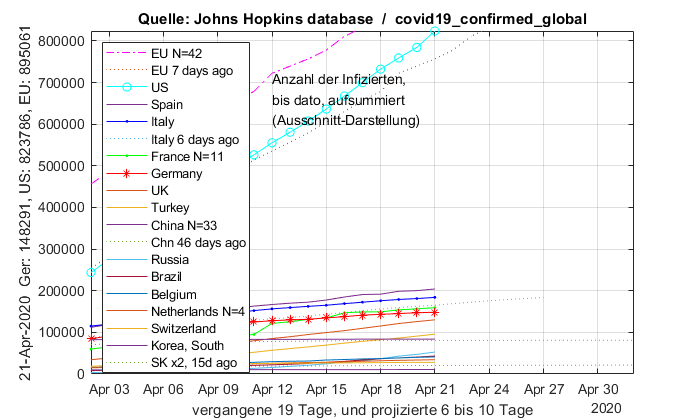 Quelle: Johns Hopkins database / covid19_confirmed_global
21-Apr-2020 Ger: 148291, US: 823786, EU: 895061
800000
700000
600000
500000
400000
300000
200000
100000
0
EU N=42
EU 7 days ago
US
Spain
Italy
Italy 6 days ago
France N=11
Germany
UK
Turkey
China N=33
Chn 46 days ago
Russia
Brazil
Belgium
Netherlands N=4
Switzerland
Korea, South
SK x2, 15d ago
Anzahl der Infizierten,
bis dato, aufsummiert
(Ausschnitt-Darstellung)
Apr 03 Apr 06 Apr 09 Apr 12 Apr 15 Apr 18 Apr 21 Apr 24 Apr 27 Apr 30
2020
vergangene 19 Tage, und projizierte 6 bis 10 Tage